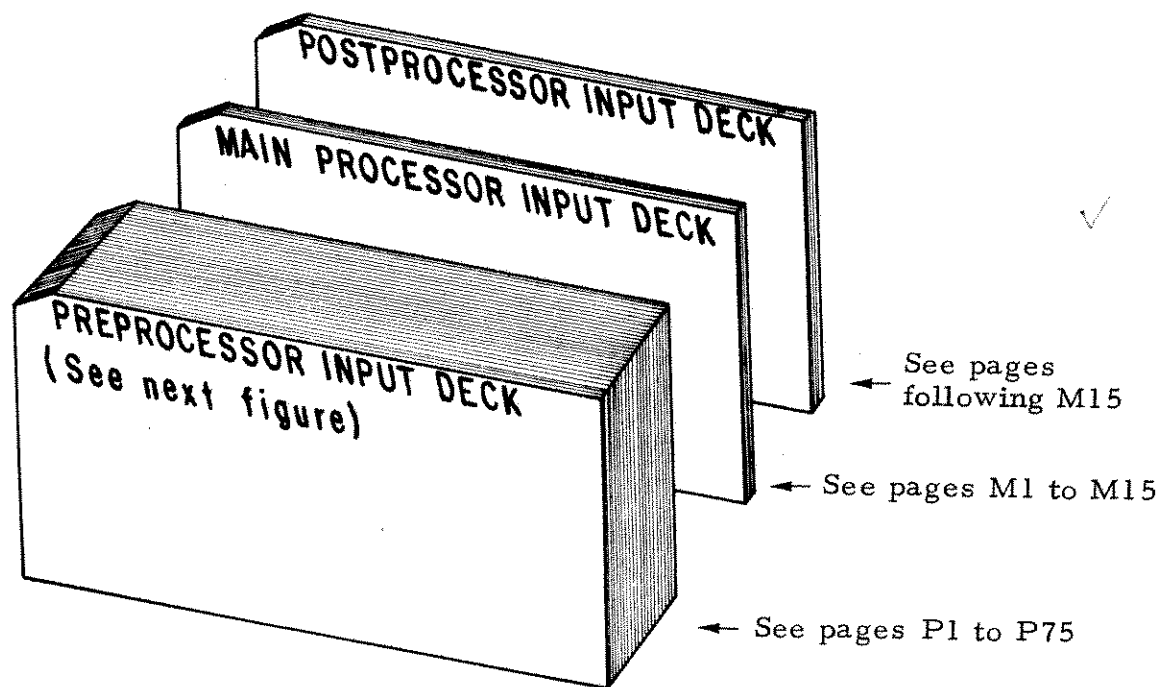 POSTPROCESSOR INPUT DECK
MAIN PROCESSOR INPUT DECK
PREPROCESSOR INPUT DECK
(See next figure)
See pages
following M15
See pages M1 to M15
See pages P1 to P75